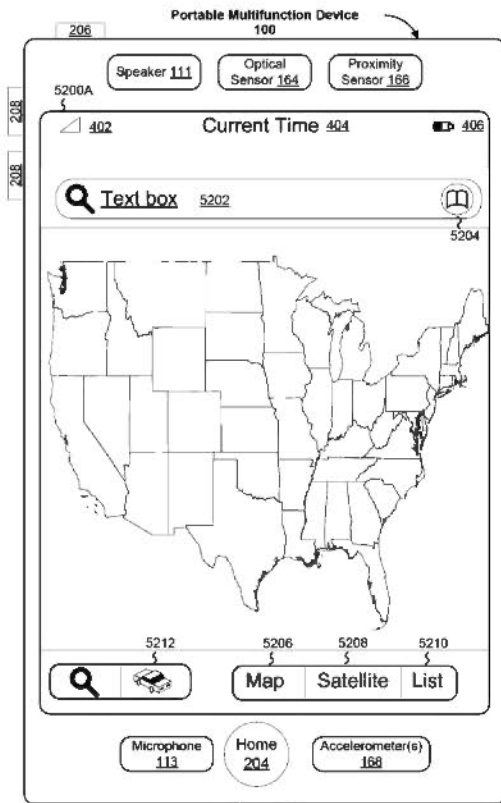 Portable Multifunction Device
206
100
Speaker 111
Optical Sensor 164
Proximity Sensor 166
5200A
208
208
402
Current Time 404
406
Text box 5202
5204
5212
5206
5208
5210
Map
Satellite
List
Microphone 113
Home 204
Accelerometer(s) 168